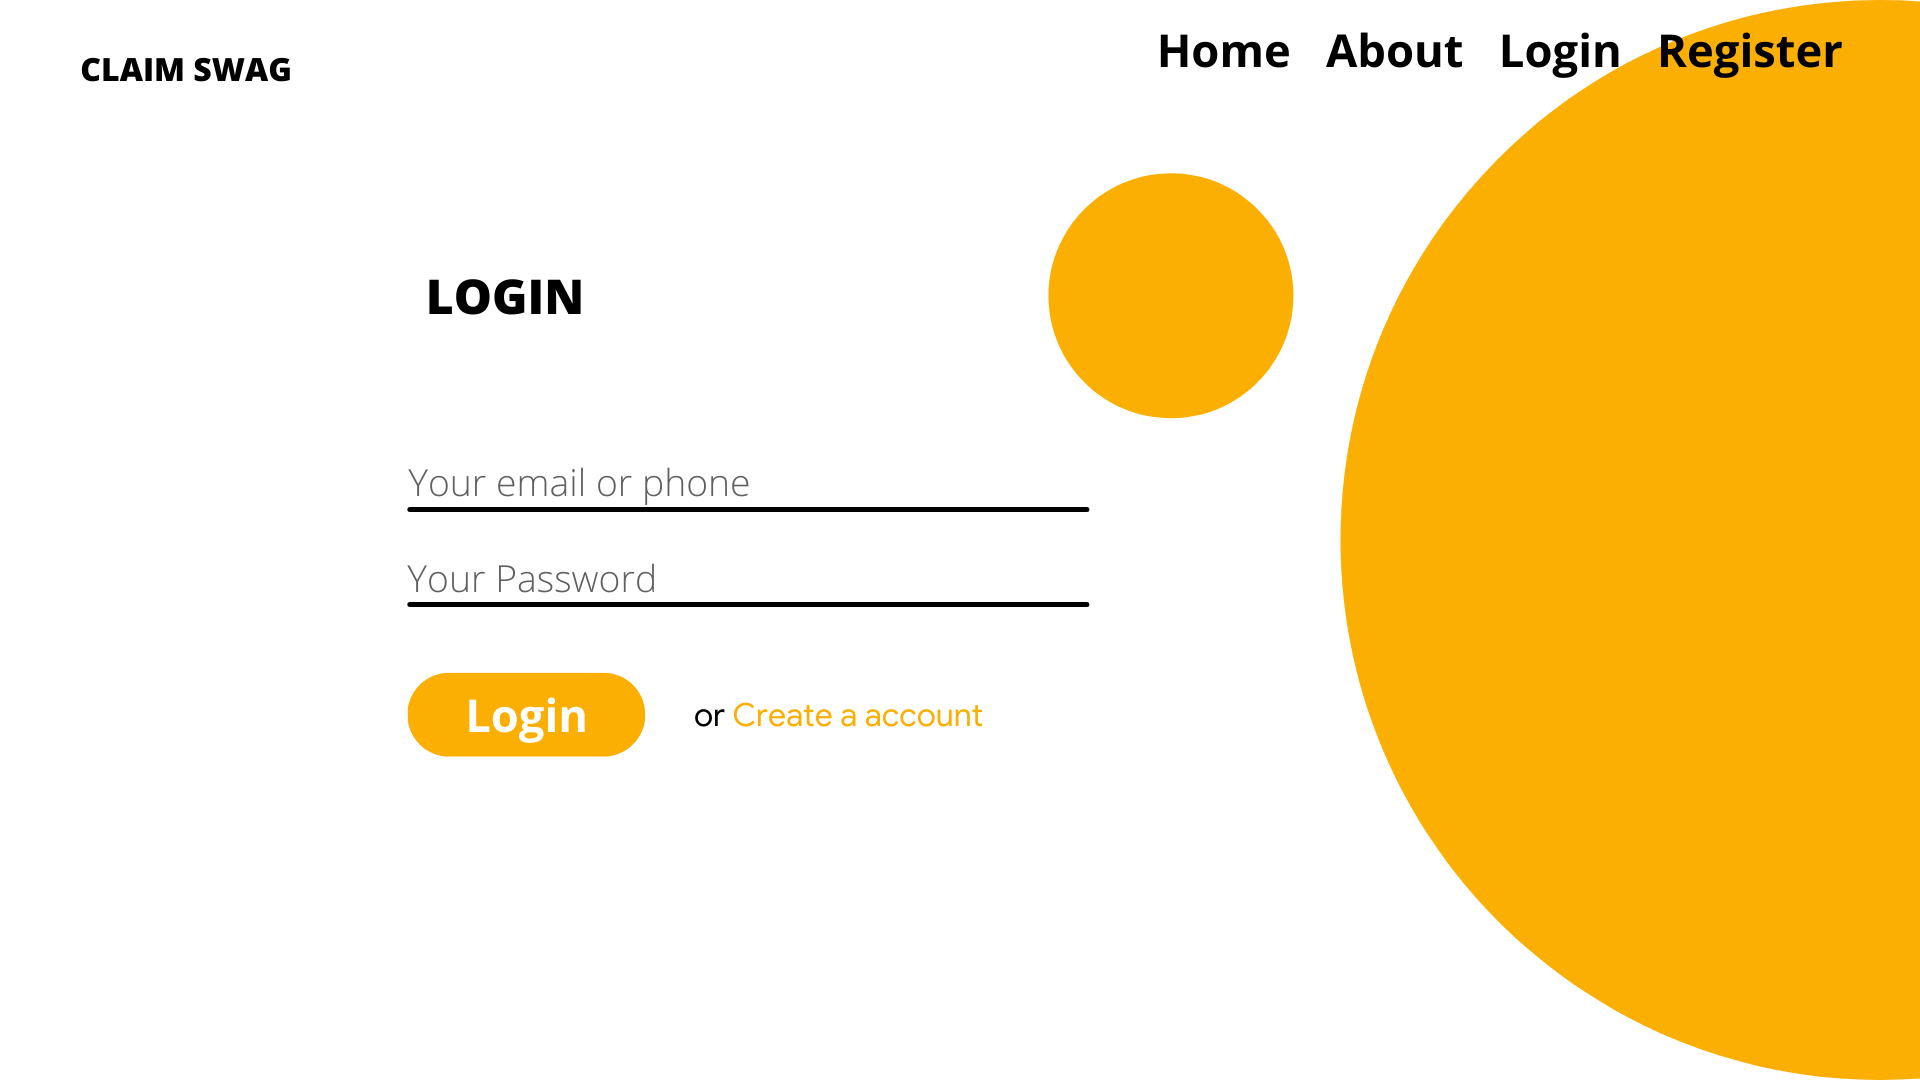 CLAIM SWAG
Home About Login Register
LOGIN
Your email or phone
Your Password
Login or Create a account